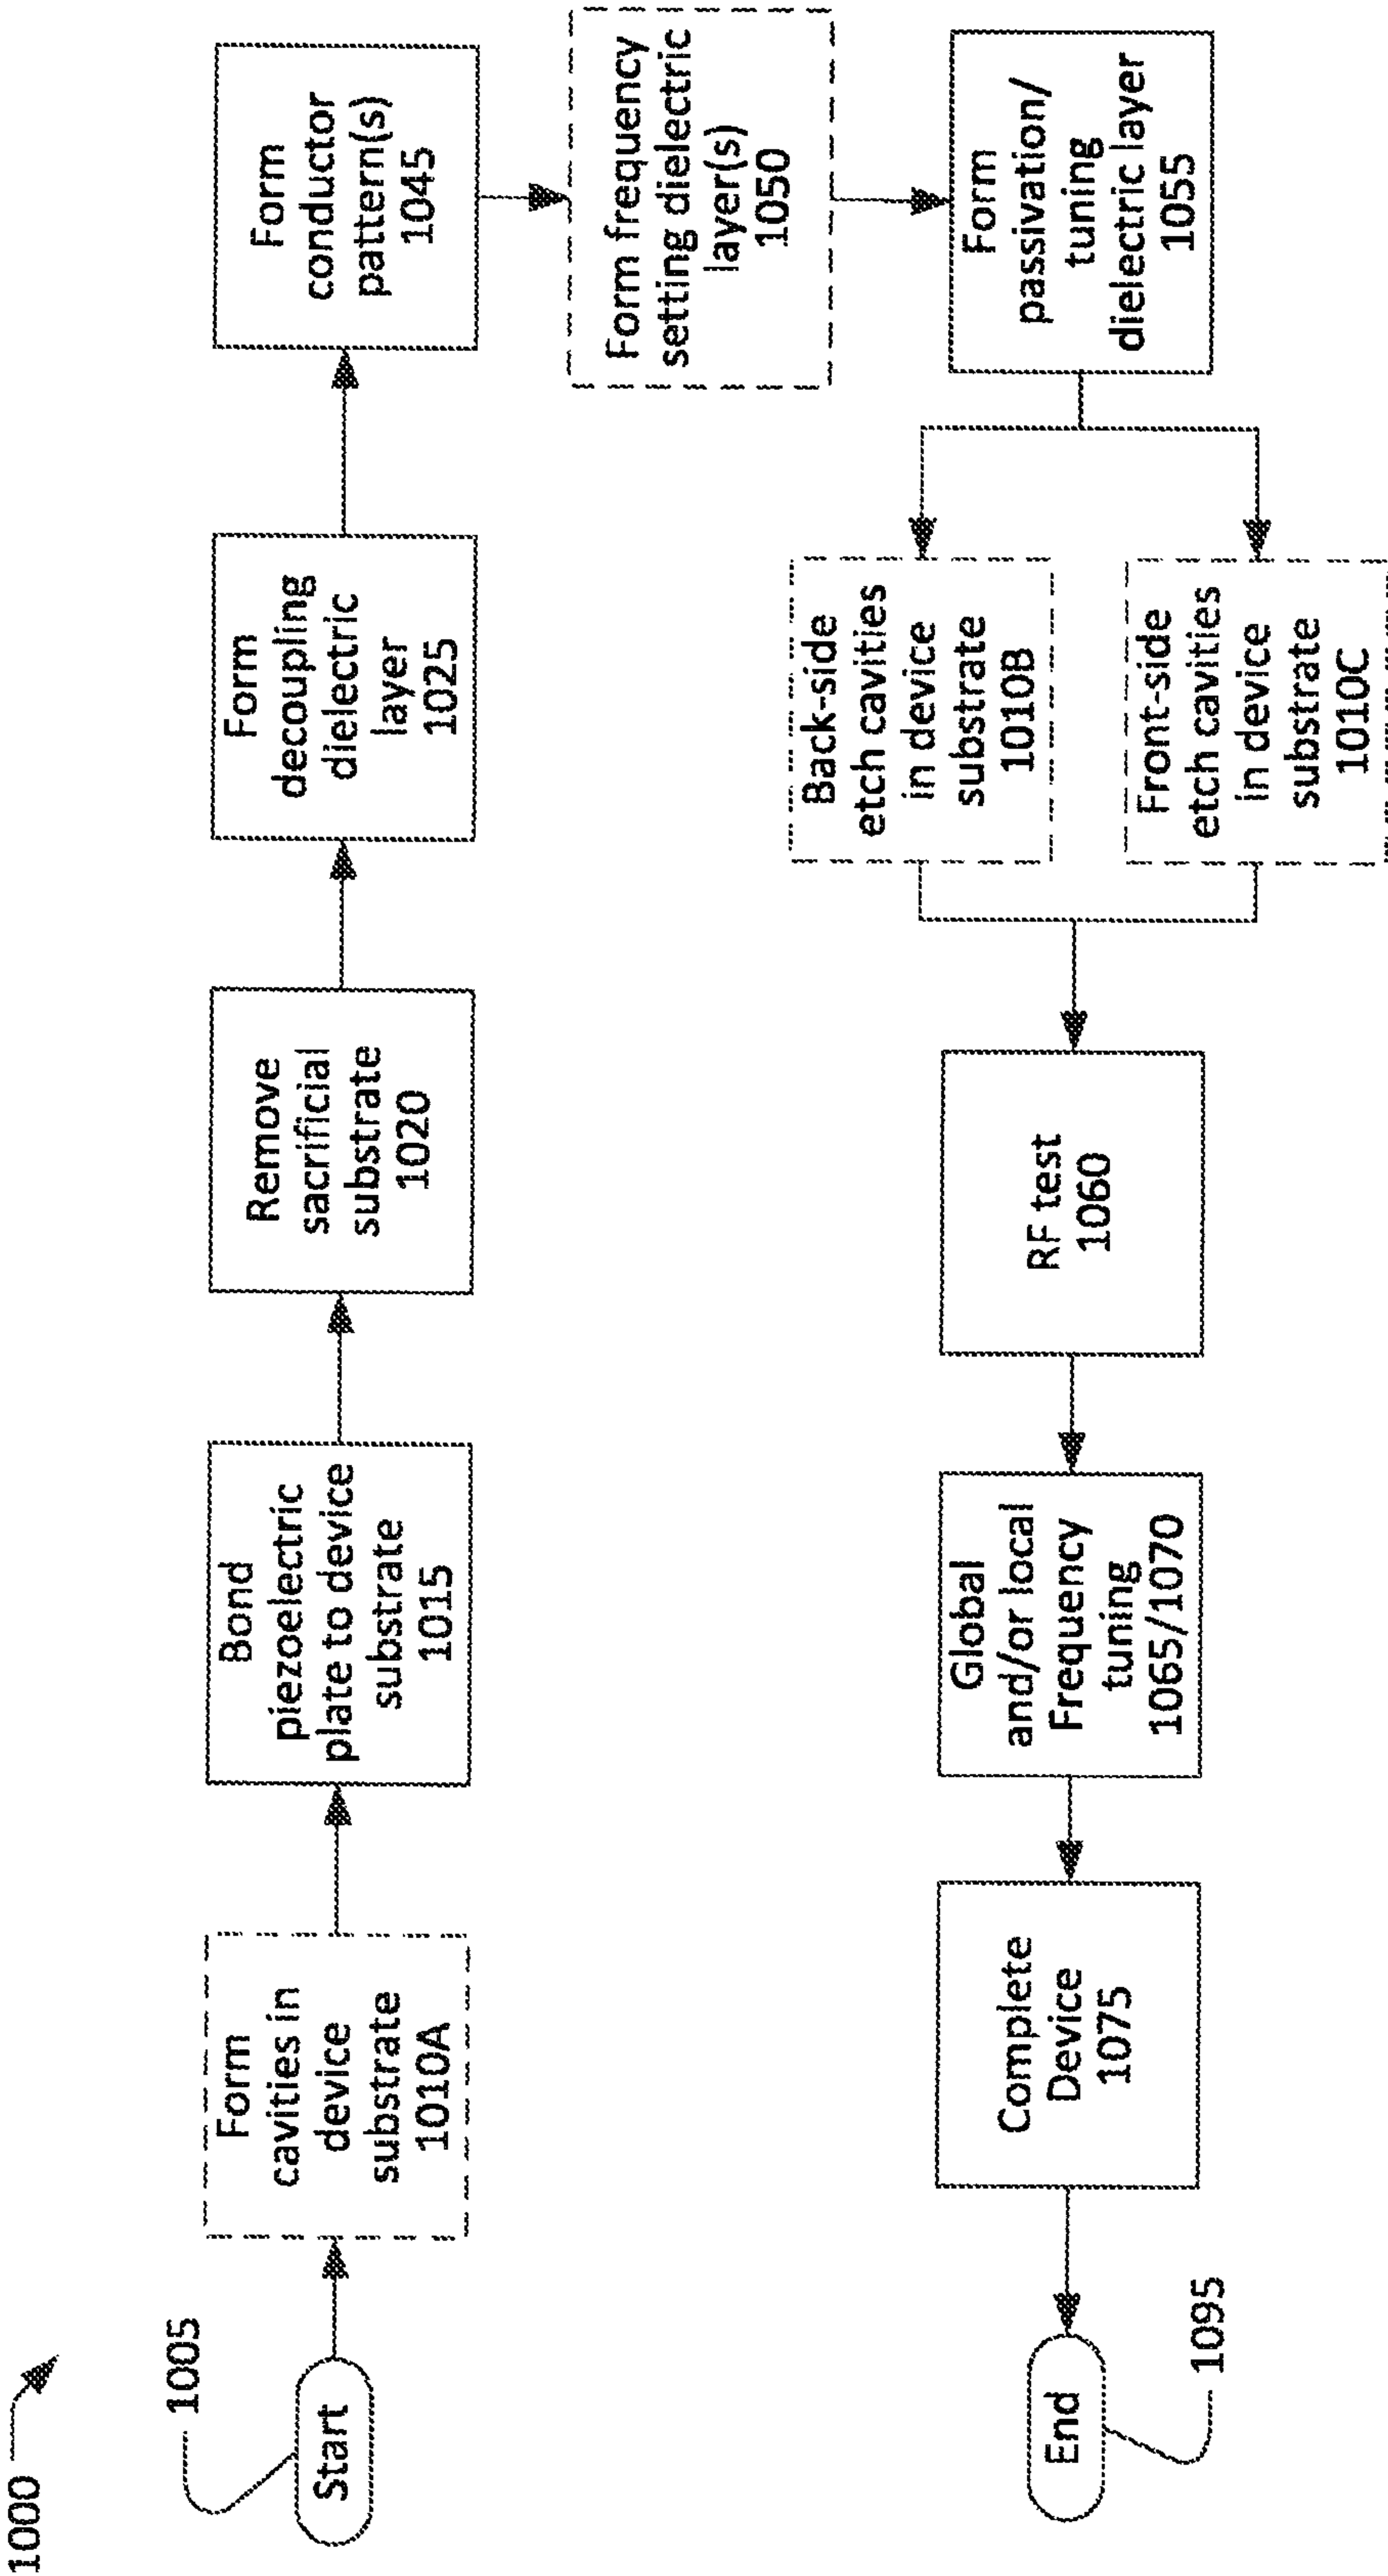 1000
1005
Start
Form
cavities in
device
substrate
1010A
Bond
piezoelectric
plate to device
substrate
1015
Remove
sacrificial
substrate
1020
Form
decoupling
dielectric
layer
1025
Form
conductor
pattern(s)
1045
Form frequency
setting dielectric
layer(s)
1050
Form
passivation/
tuning
dielectric layer
1055
Back-side
etch cavities
in device
substrate
1010B
Front-side
etch cavities
in device
substrate
1010C
RF test
1060
Global
and/or local
Frequency
tuning
1065/1070
Complete
Device
1075
End
1095